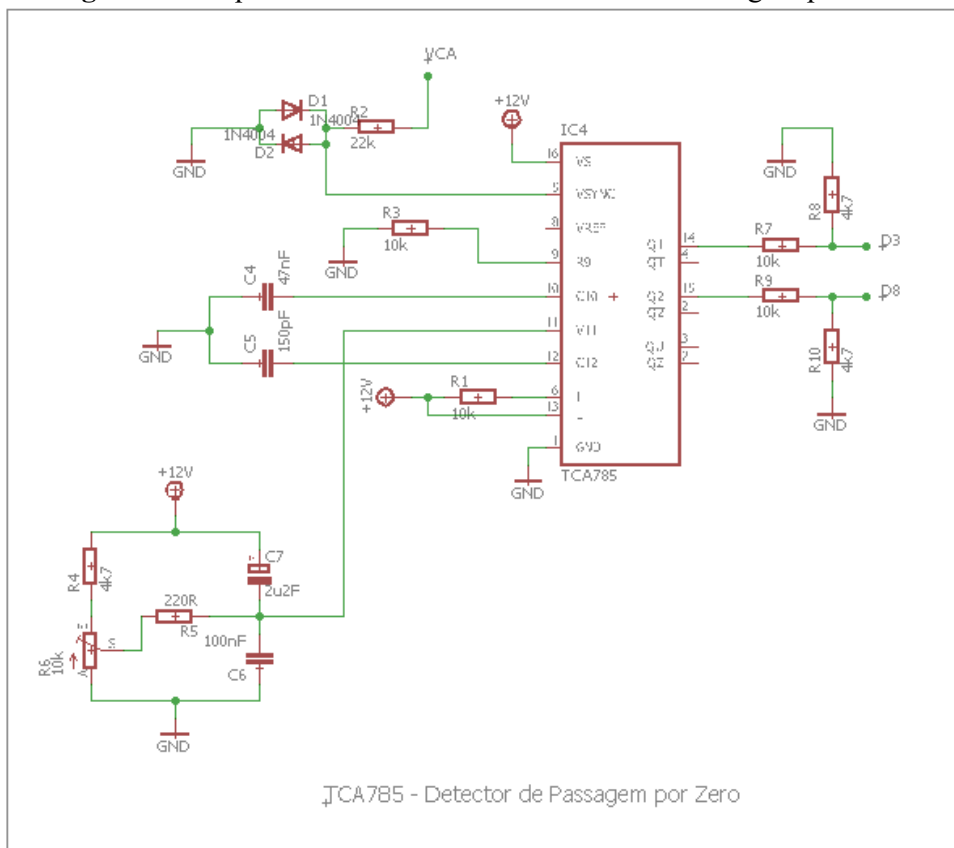 VCA
D1
1N4004
R2
+12V
IC4
1N4004
D2
22k
GND
16
VS
GND
5
VSYNC
R8
4k7
R3
8
VREF
10k
Q1
14
R7
D3
GND
9
R9
10k
C4
47nF
10
C10
Q2
15
R9
D8
2
10k
GND
C5
150pF
11
V11
3
R10
4k7
12
C12
QZ
+12V
R1
6
I
10k
13
GND
1
GND
GND
TCA785
+12V
C7
R4
4k7
2u2F
220R
R5
E
S
100nF
R6
10k
A
C6
GND
TCA785 - Detector de Passagem por Zero